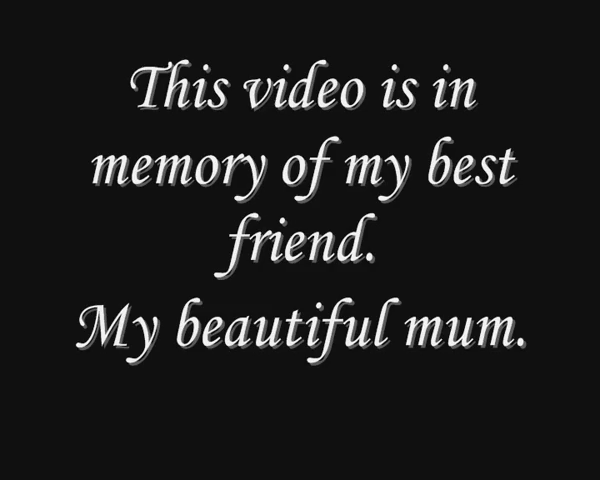 This video is in
memory of my best
friend.
My beautiful mum.